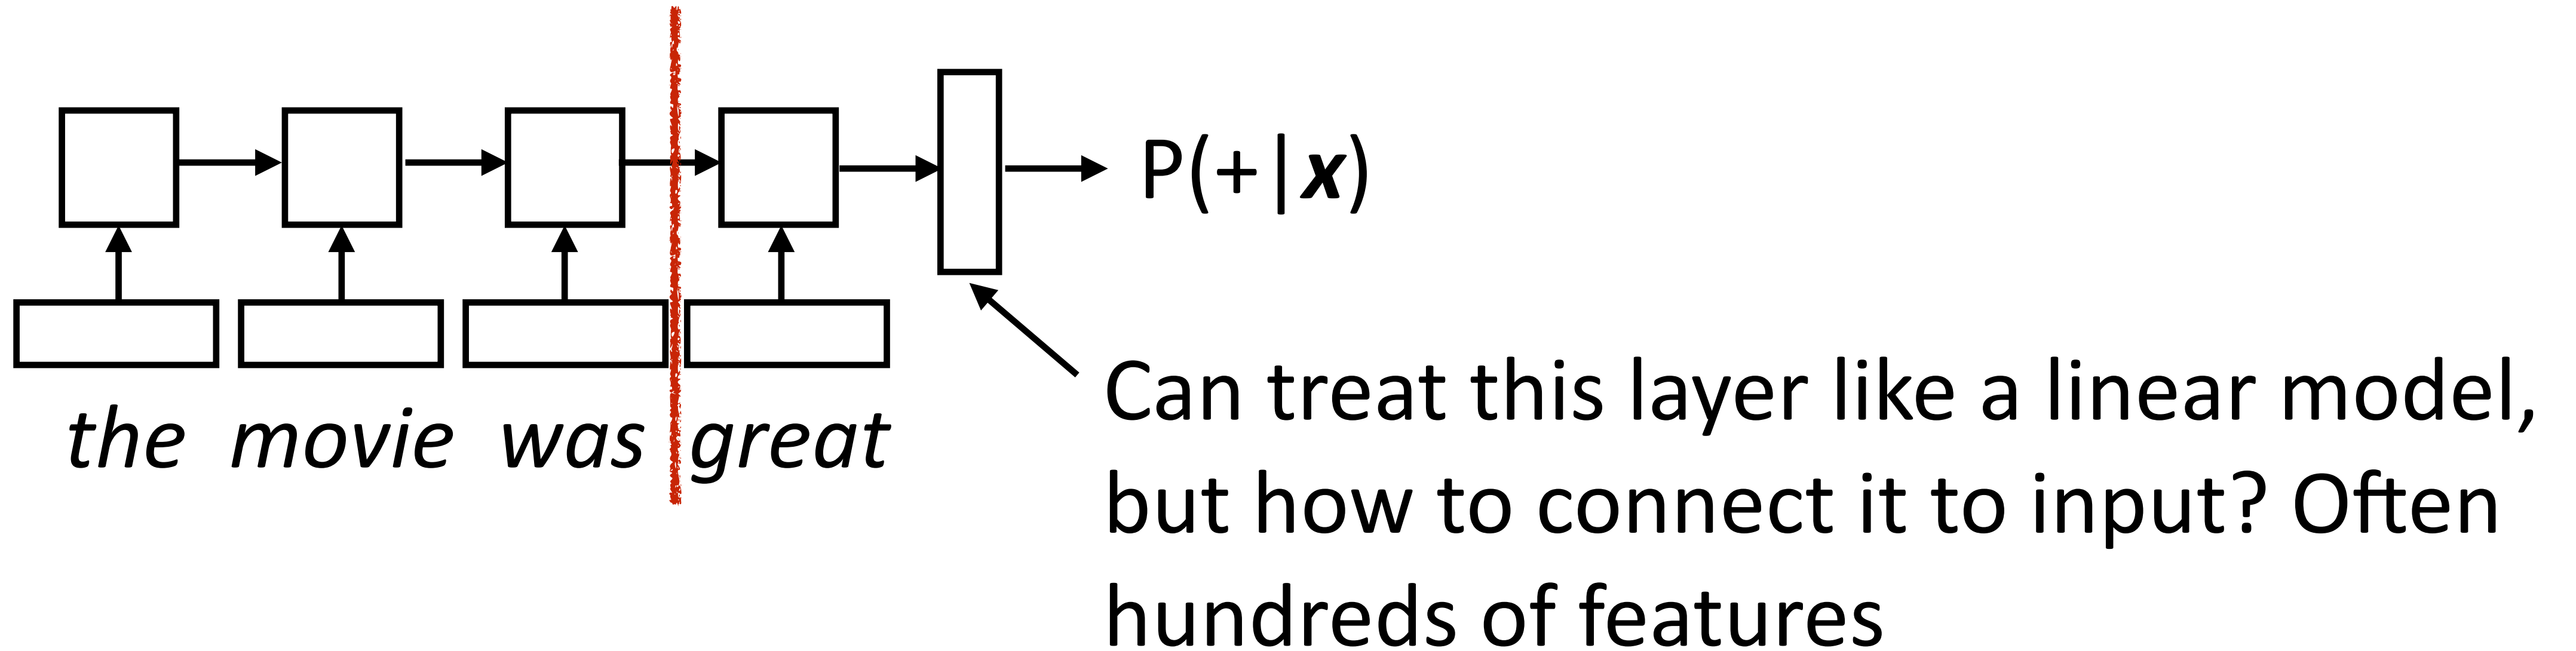 P(+|x)
the movie was great
Can treat this layer like a linear model,
but how to connect it to input? Often
hundreds of features